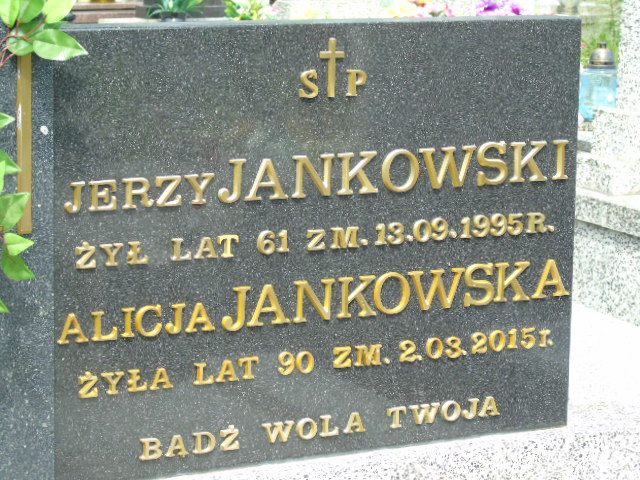 S†P
JERZY JANKOWSKI
ŻYŁ LAT 61 ZM. 13.09.1995R.
ALICJA JANKOWSKA
ŻYŁA LAT 90 ZM. 2.03.2015r.
BĄDŹ WOLA TWOJA